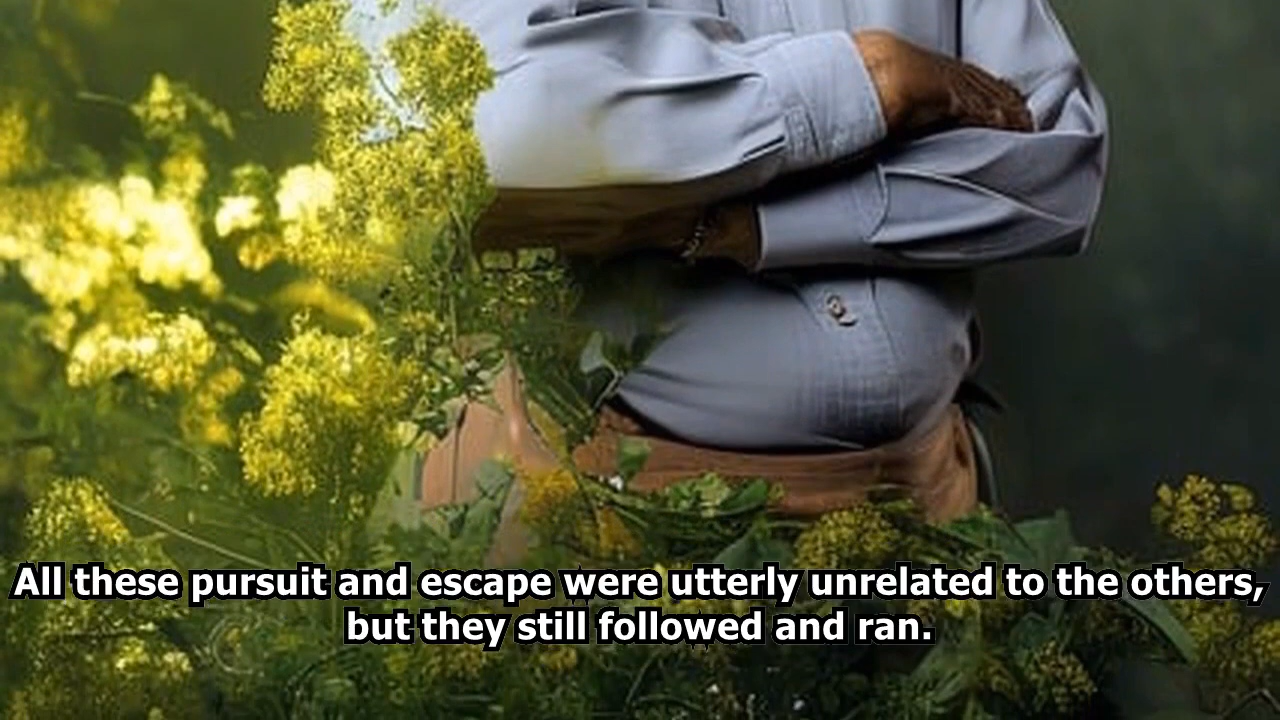 All these pursuit and escape were utterly unrelated to the others,
but they still followed and ran.